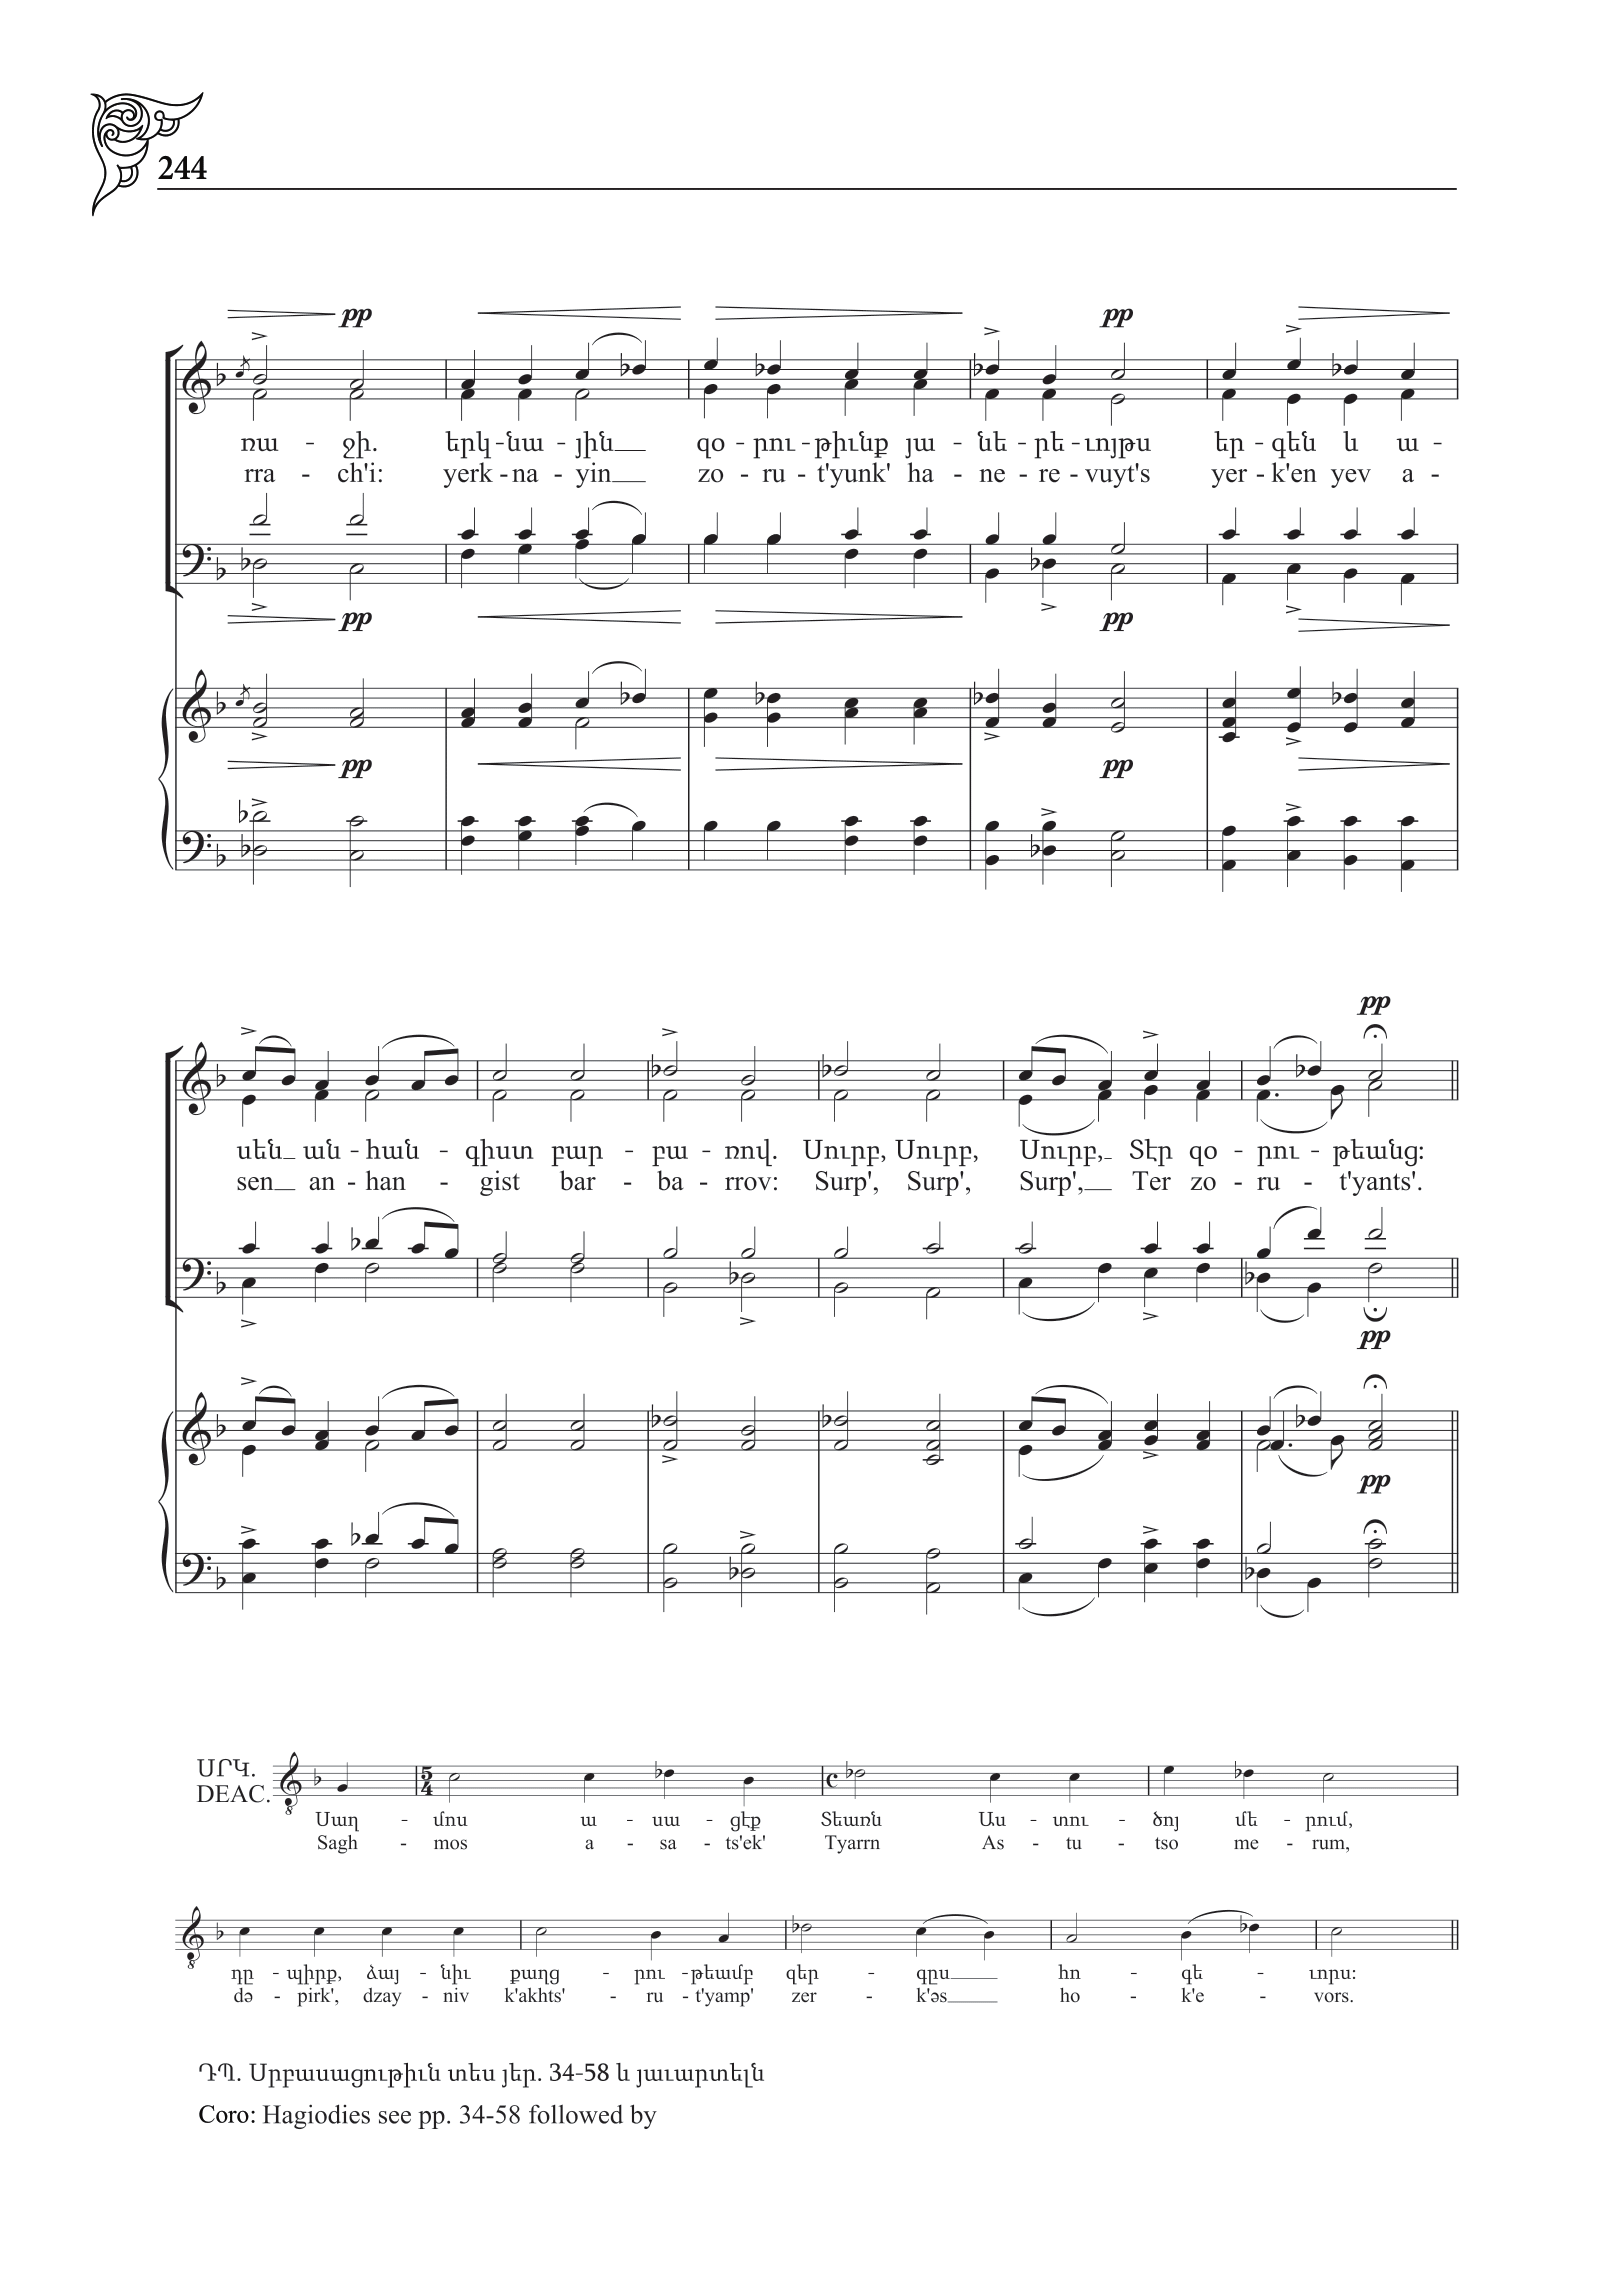 244
pp
pp
ռա - ջի. երկ - նա - յին զօ - րու - թիւնք յա - նե - րե - ւոյթս եր - գեն և ա -
rra - ch'i: yerk - na - yin zo - ru - t'yunk' ha - ne - re - vuyt's yer - k'en yev a -
pp
pp
pp
pp
pp
սեն ան - հան - գիստ բար - բա - ռով. Սուրբ, Սուրբ, Սուրբ, Տէր զօ - րու - թեանց:
sen an - han - gist bar - ba - rrov: Surp', Surp', Surp', Ter zo - ru - t'yants'.
pp
pp
ՍՐԿ.
DEAC.
5
4
8
Սաղ - մոս ա - սա - ցէք Տեառն Աս - տու - ծոյ մե - րում,
Sagh - mos a - sa - ts'ek' Tyarrn As - tu - tso me - rum,
8
դը - պիրք, ձայ - նիւ քաղց - րու - թեամբ զեր - գըս հո - գե - ւորս:
də - pirk', dzay - niv k'akhts' - ru - t'yamp' zer - k'əs ho - k'e - vors.
ԴՊ. Սրբասացութիւն տես յեր. 34-58 և յաւարտելն
Coro: Hagiodies see pp. 34-58 followed by